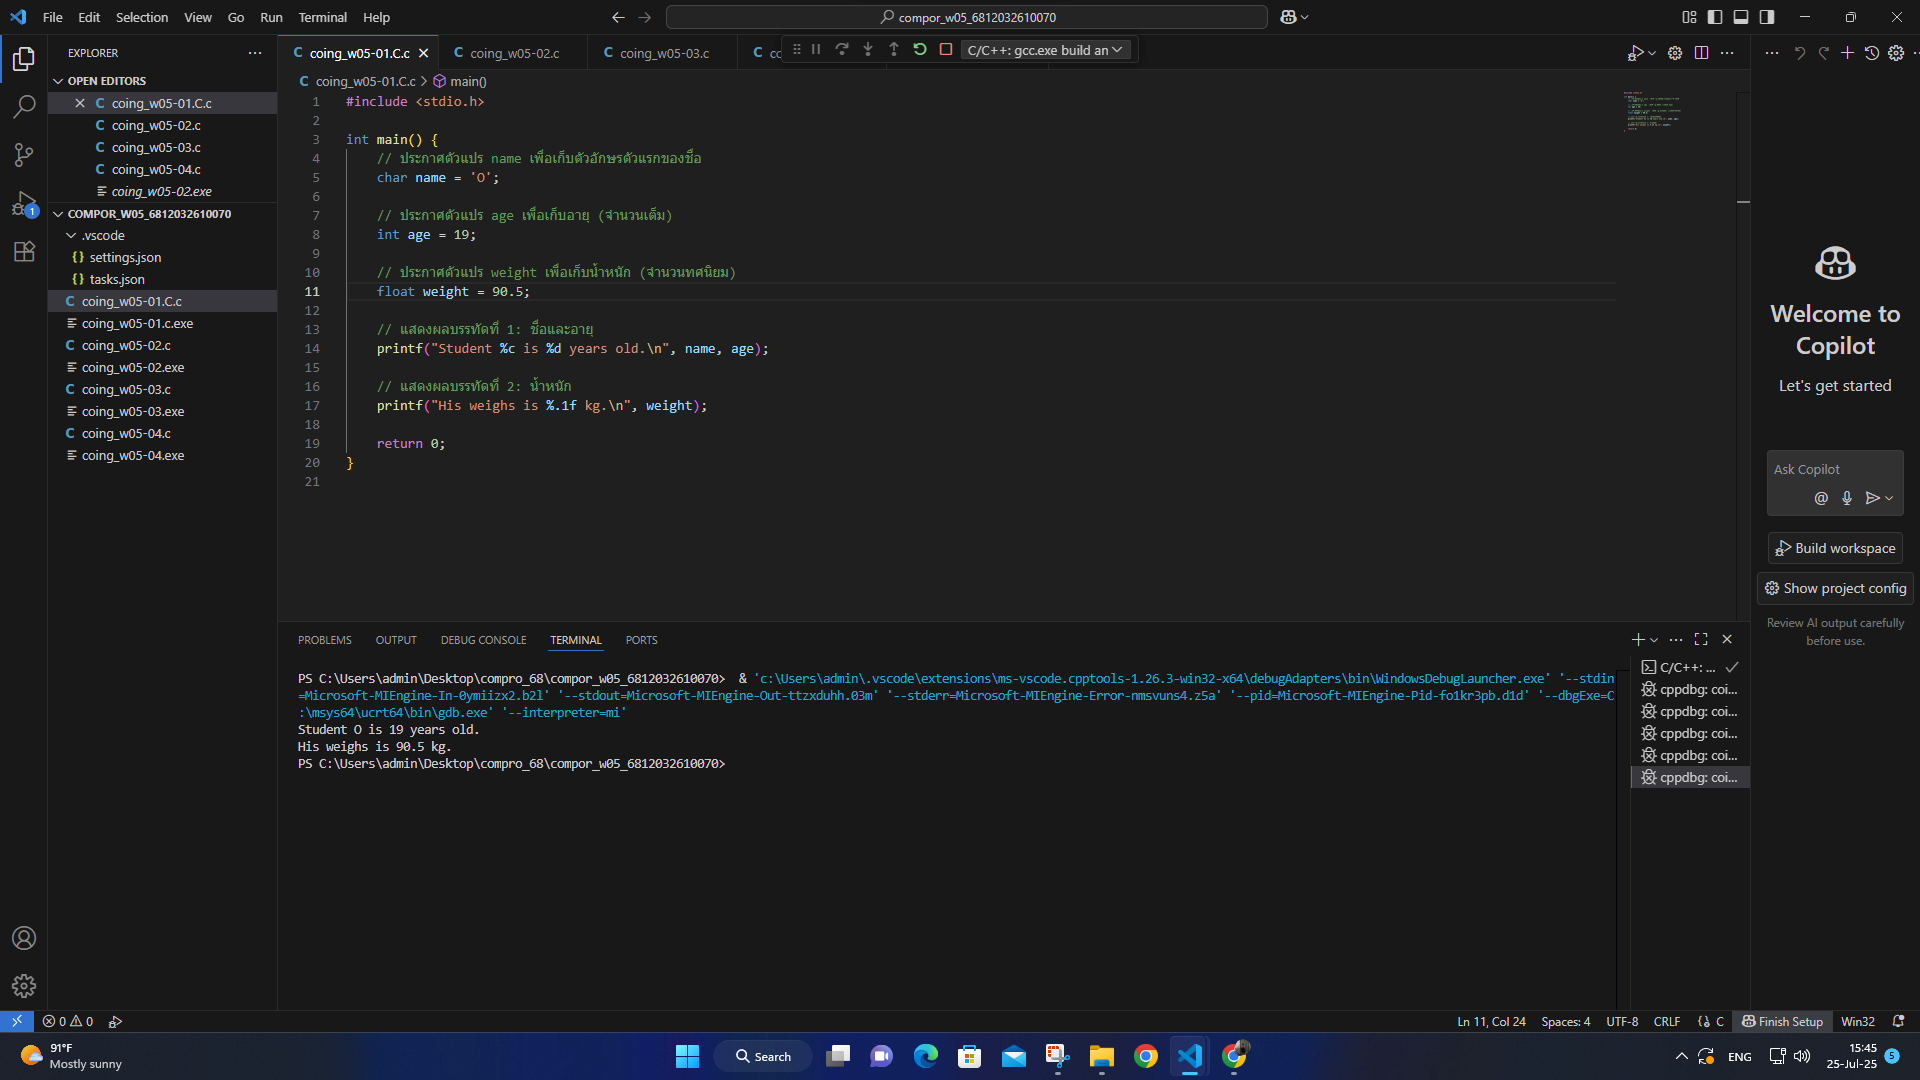 File Edit Selection View Go Run Terminal Help
compor_w05_6812032610070
EXPLORER
OPEN EDITORS
coing_w05-01.C.c
coing_w05-02.c
coing_w05-03.c
coing_w05-04.c
coing_w05-02.exe
COMPOR_W05_6812032610070
.vscode
settings.json
tasks.json
coing_w05-01.C.c
coing_w05-01.c.exe
coing_w05-02.c
coing_w05-02.exe
coing_w05-03.c
coing_w05-03.exe
coing_w05-04.c
coing_w05-04.exe
1
coing_w05-01.C.c coing_w05-02.c coing_w05-03.c co
C/C++: gcc.exe build an
coing_w05-01.C.c > main()
1 #include <stdio.h>
2
3 int main() {
4 // ประกาศตัวแปร name เพื่อเก็บตัวอักษรตัวแรกของชื่อ
5 char name = 'O';
6
7 // ประกาศตัวแปร age เพื่อเก็บอายุ (จำนวนเต็ม)
8 int age = 19;
9
10 // ประกาศตัวแปร weight เพื่อเก็บน้ำหนัก (จำนวนทศนิยม)
11 float weight = 90.5;
12
13 // แสดงผลบรรทัดที่ 1: ชื่อและอายุ
14 printf("Student %c is %d years old.\n", name, age);
15
16 // แสดงผลบรรทัดที่ 2: น้ำหนัก
17 printf("His weighs is %.1f kg.\n", weight);
18
19 return 0;
20 }
21
PROBLEMS OUTPUT DEBUG CONSOLE TERMINAL PORTS
PS C:\Users\admin\Desktop\compro_68\compor_w05_6812032610070> & 'c:\Users\admin\.vscode\extensions\ms-vscode.cpptools-1.26.3-win32-x64\debugAdapters\bin\WindowsDebugLauncher.exe' '--stdin
=Microsoft-MIEngine-In-0ymiizx2.b2l' '--stdout=Microsoft-MIEngine-Out-ttzxduhh.03m' '--stderr=Microsoft-MIEngine-Error-nmsvuns4.z5a' '--pid=Microsoft-MIEngine-Pid-fo1kr3pb.d1d' '--dbgExe=C
:\msys64\ucrt64\bin\gdb.exe' '--interpreter=mi'
Student O is 19 years old.
His weighs is 90.5 kg.
PS C:\Users\admin\Desktop\compro_68\compor_w05_6812032610070>
C/C++: ...
cppdbg: coi...
cppdbg: coi...
cppdbg: coi...
cppdbg: coi...
cppdbg: coi...
Welcome to
Copilot
Let's get started
Ask Copilot
Build workspace
Show project config
Review AI output carefully
before use.
0 0
Ln 11, Col 24 Spaces: 4 UTF-8 CRLF {} C Finish Setup Win32
91°F
Mostly sunny
Search
ENG
15:45
25-Jul-25
5